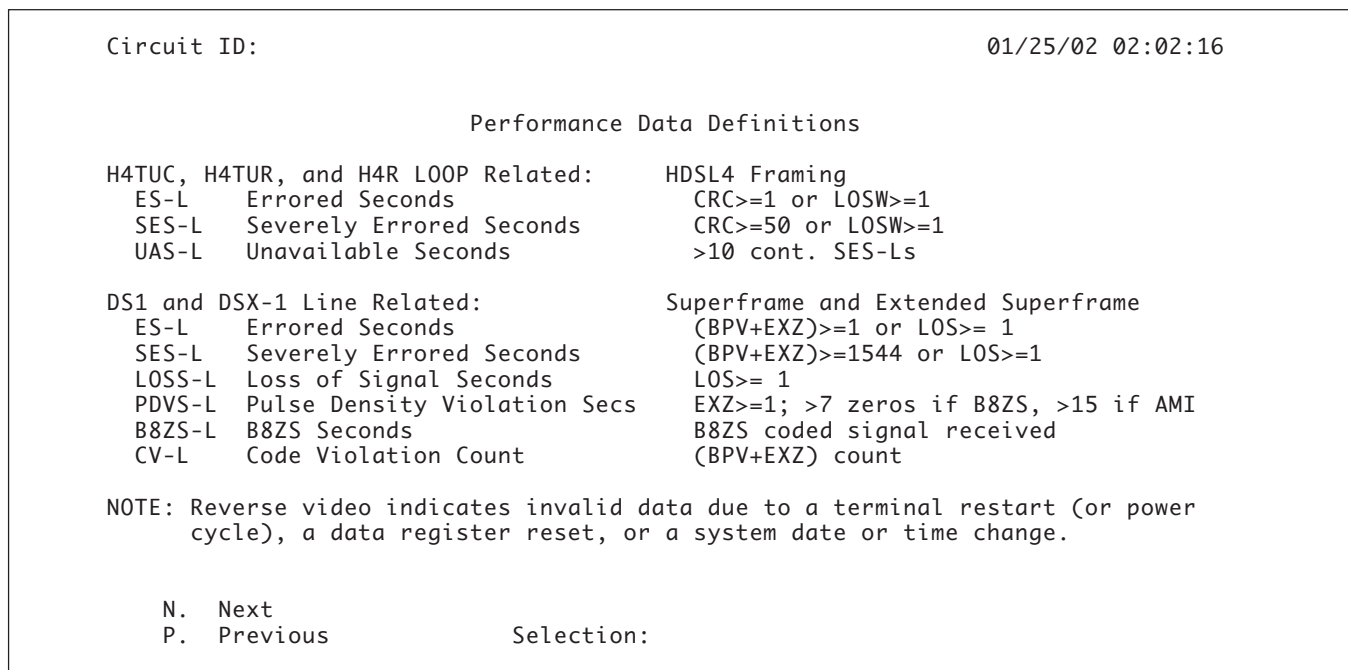 Circuit ID: 01/25/02 02:02:16
Performance Data Definitions
H4TUC, H4TUR, and H4R LOOP Related: HDSL4 Framing
ES-L Errored Seconds CRC>=1 or LOSW>=1
SES-L Severely Errored Seconds CRC>=50 or LOSW>=1
UAS-L Unavailable Seconds >10 cont. SES-Ls
DS1 and DSX-1 Line Related: Superframe and Extended Superframe
ES-L Errored Seconds (BPV+EXZ)>=1 or LOS>= 1
SES-L Severely Errored Seconds (BPV+EXZ)>=1544 or LOS>=1
LOSS-L Loss of Signal Seconds LOS>= 1
PDVS-L Pulse Density Violation Secs EXZ>=1; >7 zeros if B8ZS, >15 if AMI
B8ZS-L B8ZS Seconds B8ZS coded signal received
CV-L Code Violation Count (BPV+EXZ) count
NOTE: Reverse video indicates invalid data due to a terminal restart (or power
cycle), a data register reset, or a system date or time change.
N. Next
P. Previous Selection: